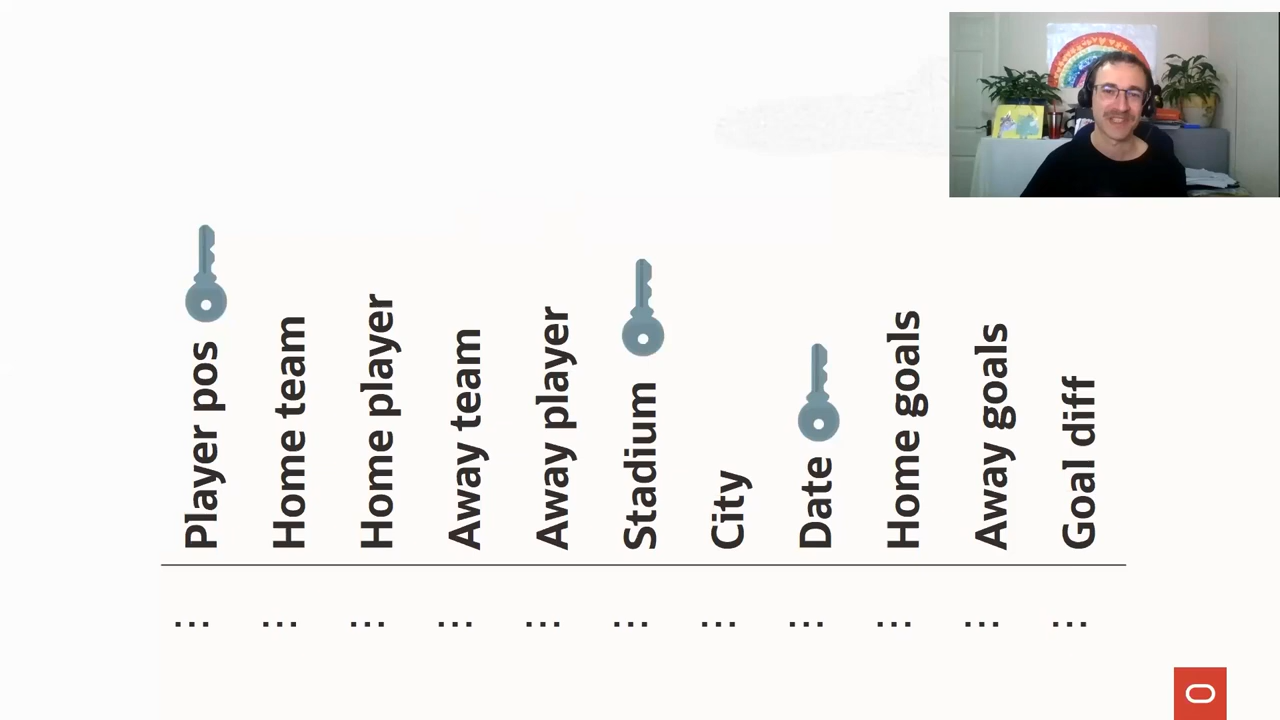 Player pos
Home team
Home player
Away team
Away player
Stadium
City
Date
Home goals
Away goals
Goal diff
... ... ... ... ... ... ... ... ... ... ...